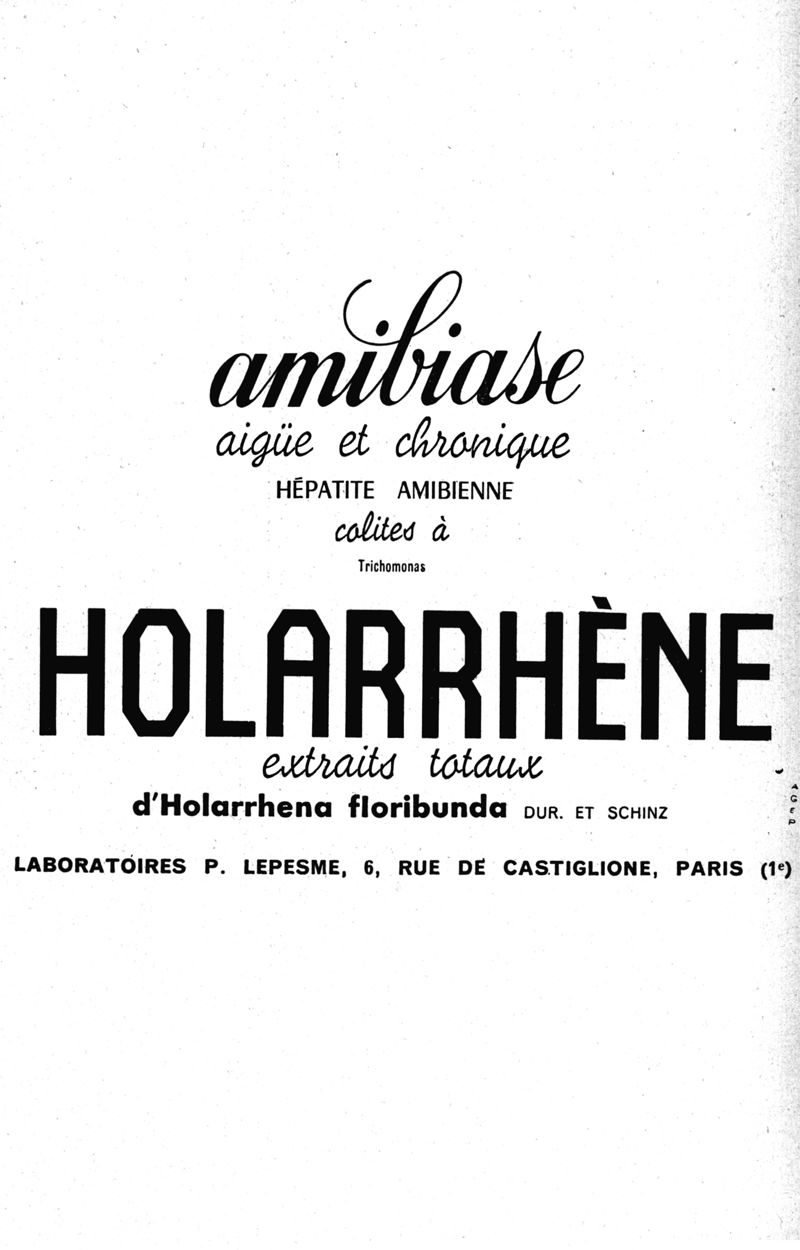 amibiase
aigüe et chronique
HÉPATITE AMIBIENNE
colites à
Trichomonas
HOLARRHÈNE
extraits totaux
d'Holarrhena floribunda DUR. ET SCHINZ
AGEP
LABORATOIRES P. LEPESME, 6, RUE DE CASTIGLIONE, PARIS (1e)